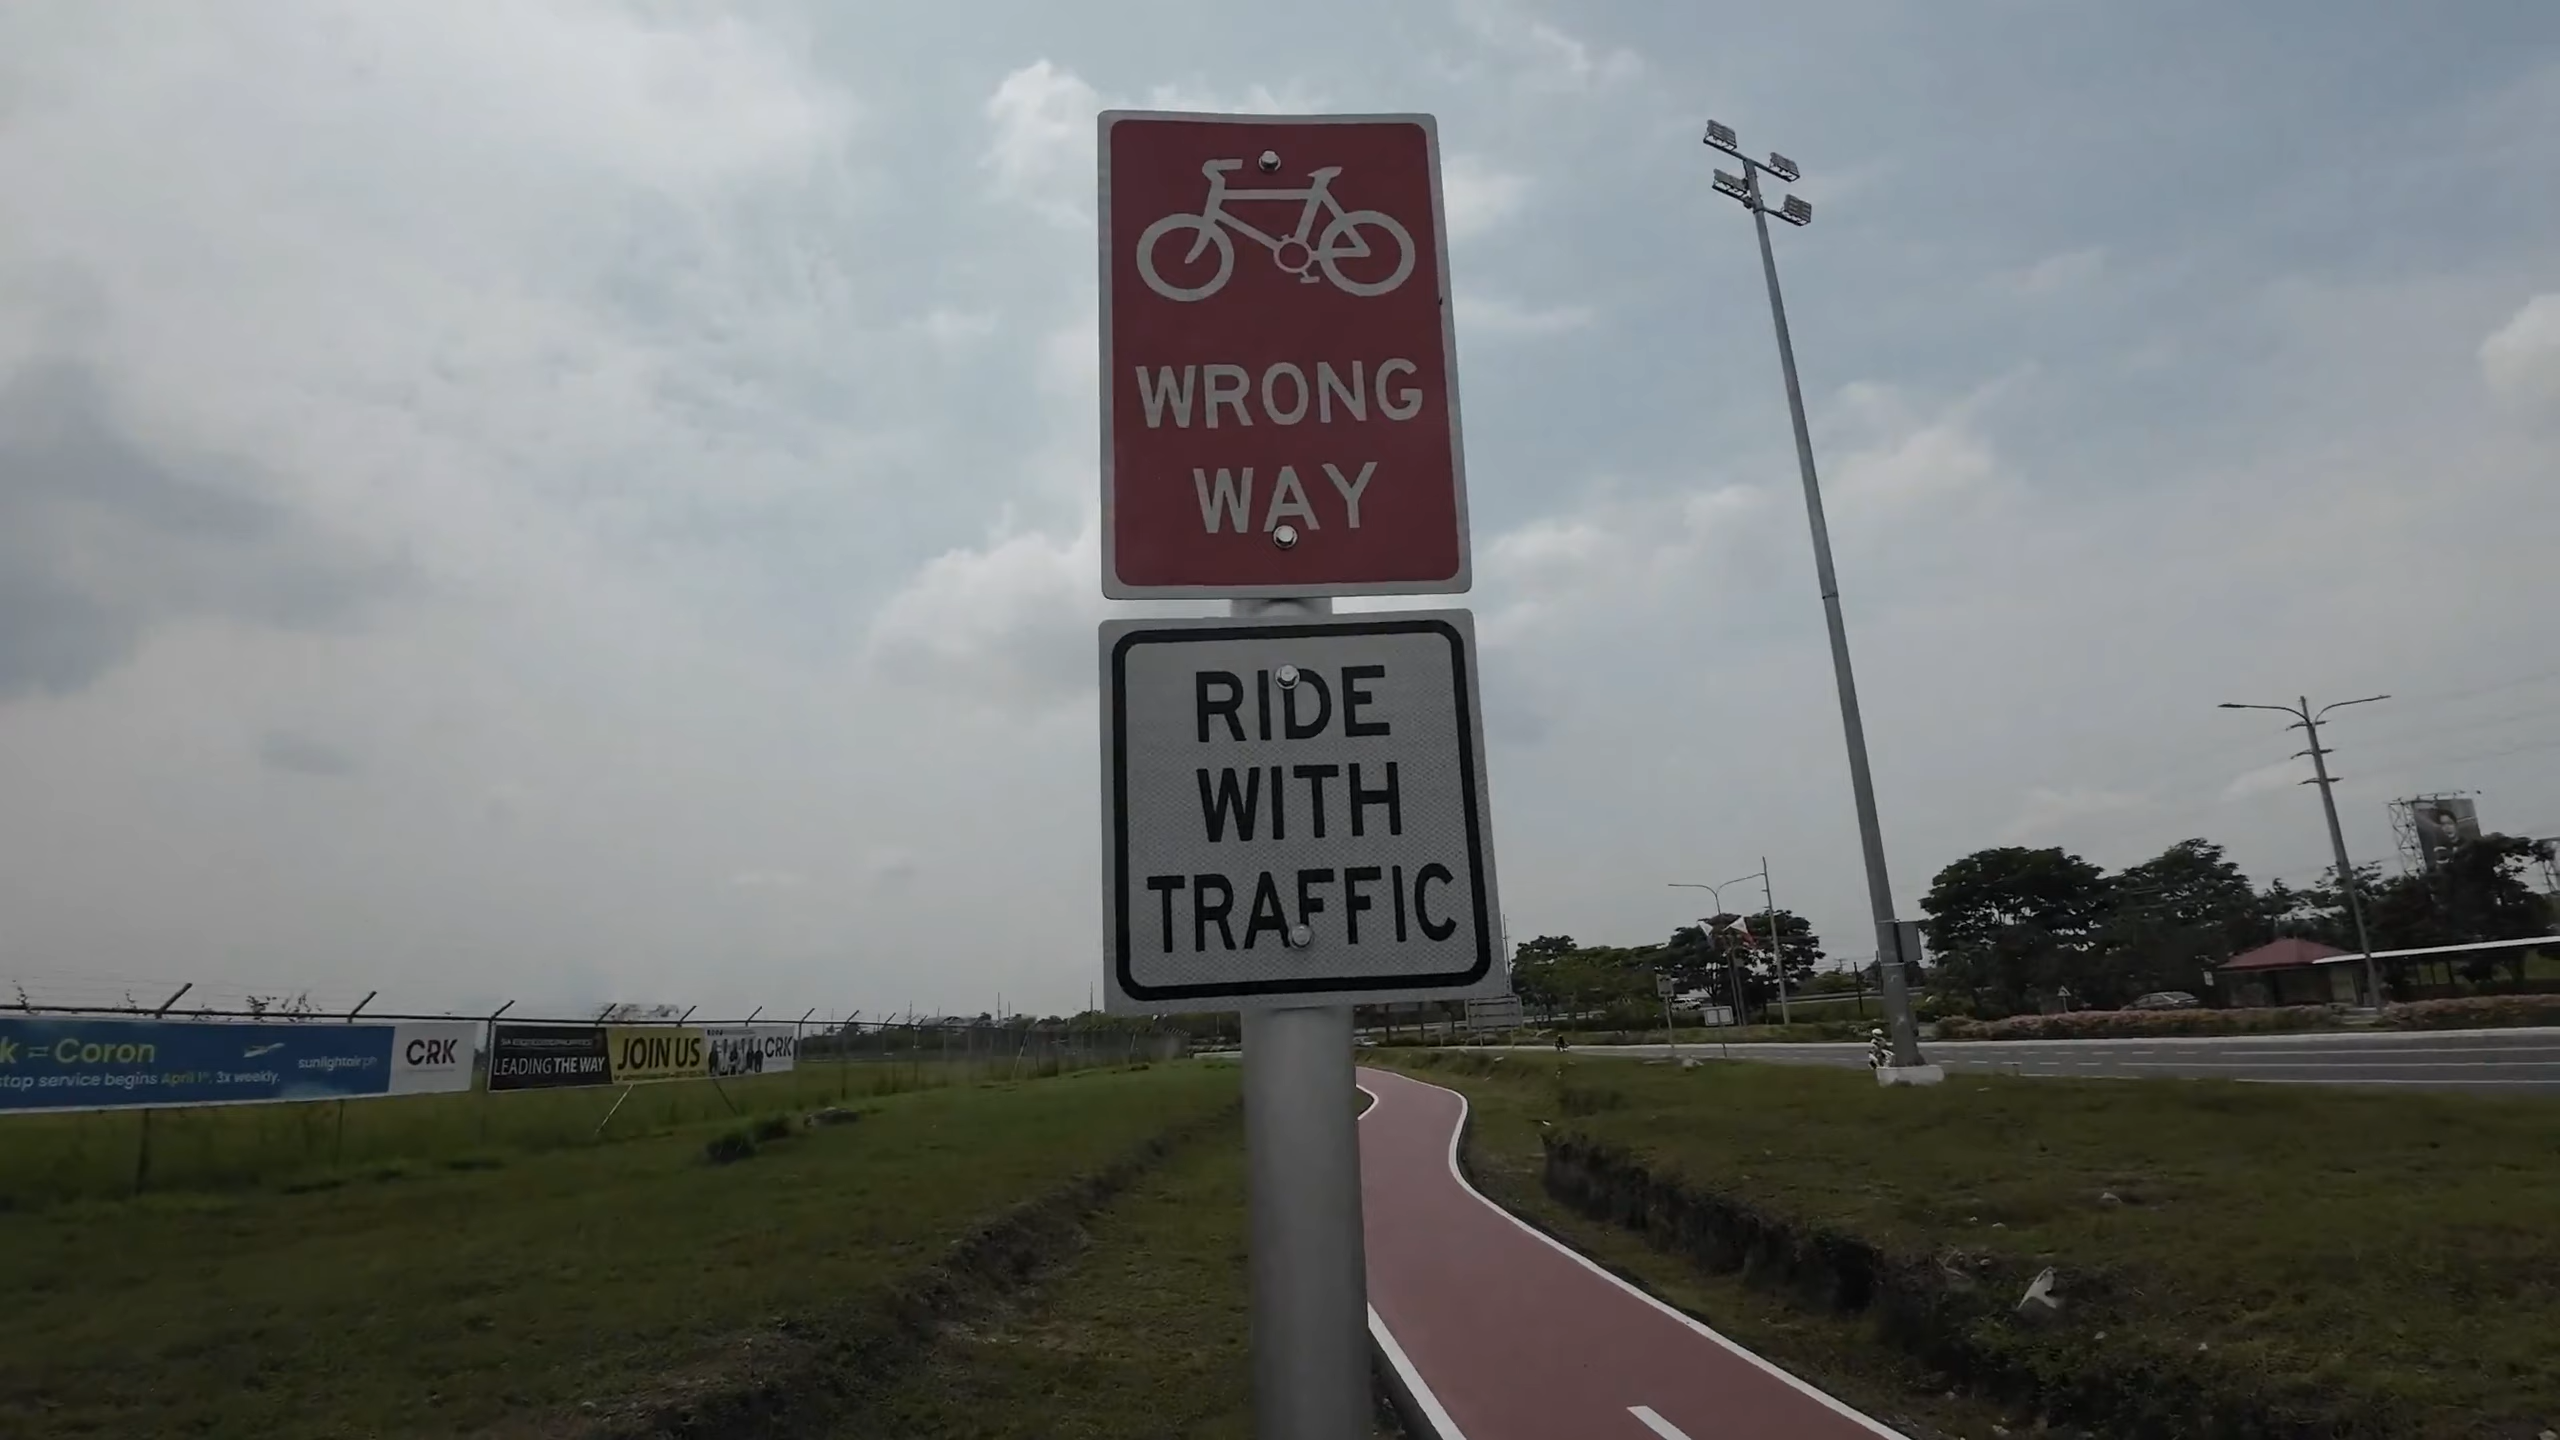 WRONG
WAY
RIDE
WITH
TRAFFIC
k = Coron
stop service begins April 1st, 3x weekly.
sunlightair.ph
CRK
LEADING THE WAY
JOIN US
CRK